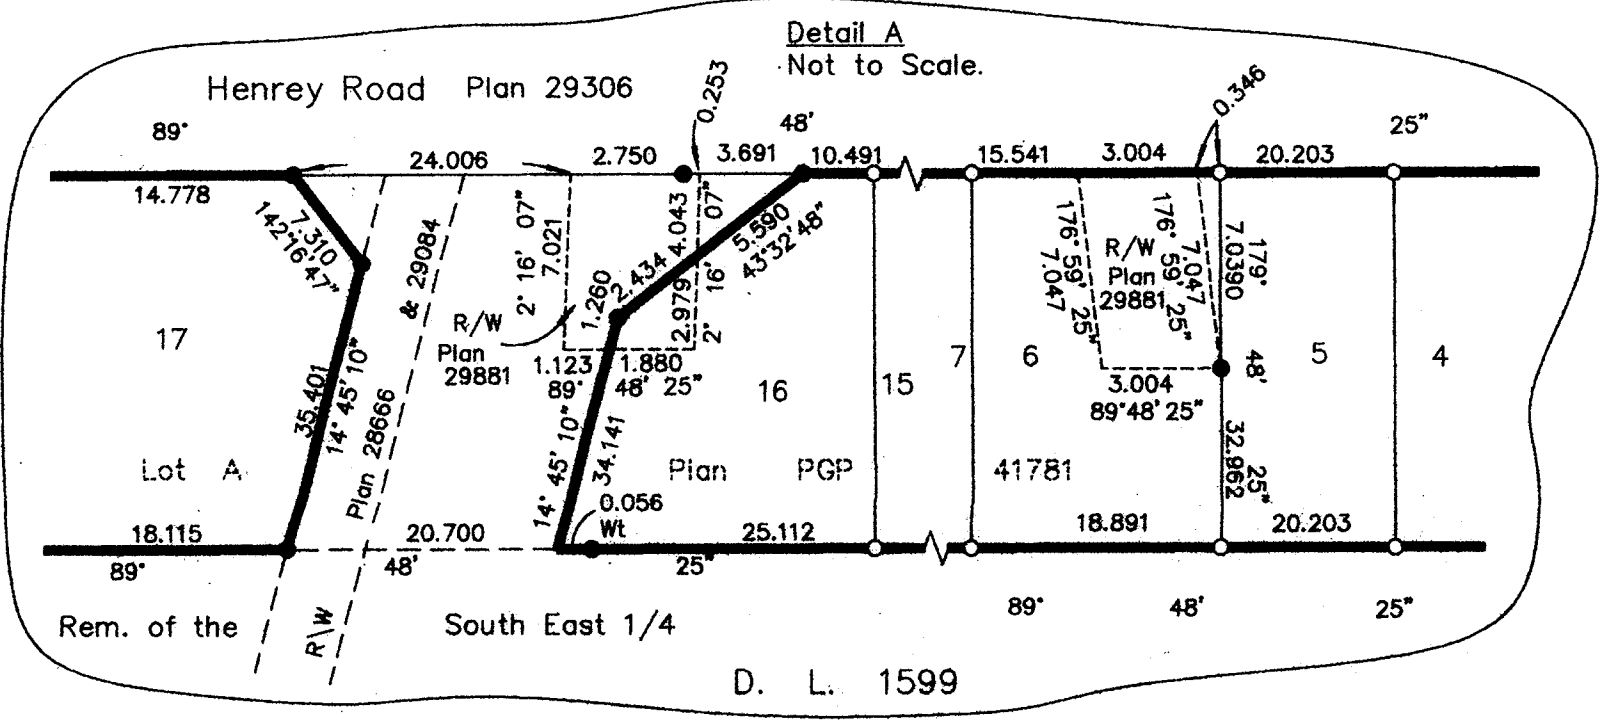 Detail A
Not to Scale.
Henrey Road Plan 29306
0.253
0.346
89°
48'
25"
24.006
2.750
3.691
10.491
15.541
3.004
20.203
14.778
7.310
142°16'47"
& 29084
2° 16' 07"
7.021
4.043
2.979
2° 16' 07"
1.260
2.434
5.590
43°32'48"
R/W
Plan
29881
1.123
1.880
89° 48' 25"
176° 59' 25"
7.047
R/W
Plan
29881
176° 59' 25"
7.047
7.0390
179° 48' 25"
32.962
3.004
89°48'25"
17
16
15
7
6
5
4
35.401
14° 45' 10"
Plan 28666
14° 45' 10"
34.141
Lot A
Plan PGP 41781
0.056
Wt
18.115
20.700
25.112
18.891
20.203
89°
48'
25"
89°
48'
25"
Rem. of the South East 1/4
R\W
D. L. 1599